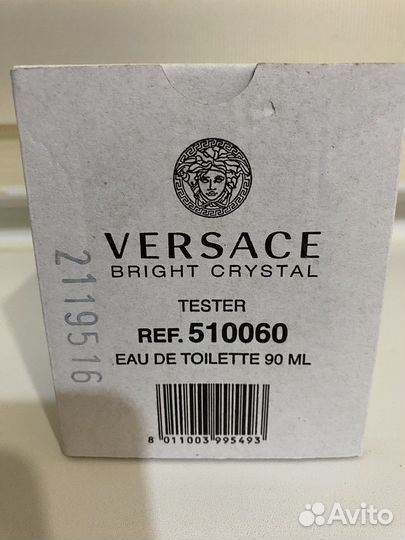 VERSACE
BRIGHT CRYSTAL
TESTER
REF. 510060
EAU DE TOILETTE 90 ML
8 011003 995493
2119516
Avito